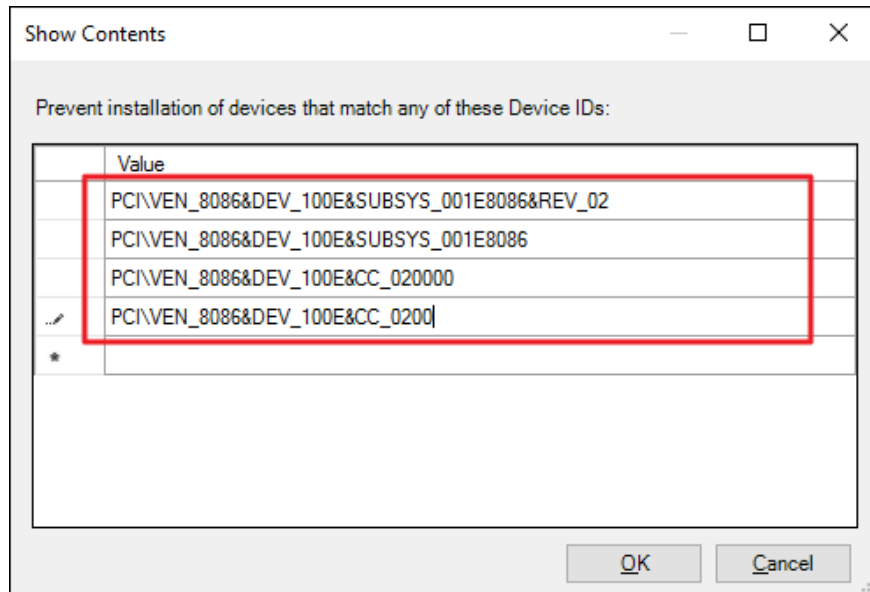 Show Contents
Prevent installation of devices that match any of these Device IDs:
Value
PCI\VEN_8086&DEV_100E&SUBSYS_001E8086&REV_02
PCI\VEN_8086&DEV_100E&SUBSYS_001E8086
PCI\VEN_8086&DEV_100E&CC_020000
PCI\VEN_8086&DEV_100E&CC_0200
OK Cancel